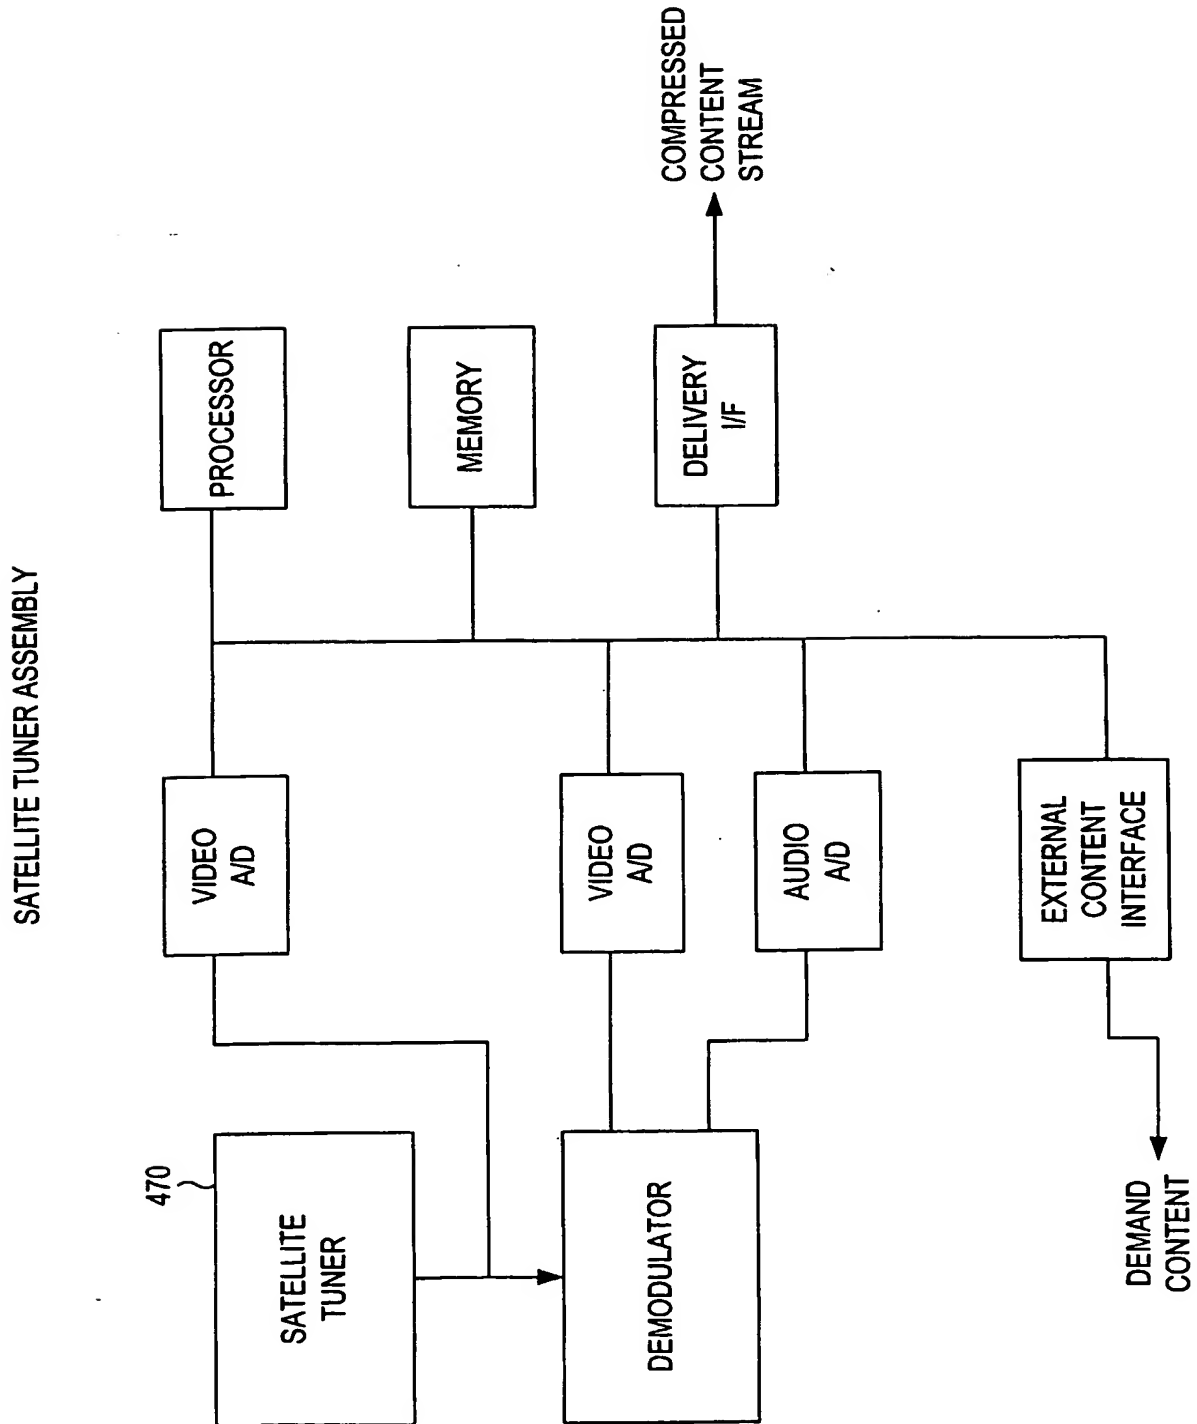 SATELLITE TUNER ASSEMBLY
470
SATELLITE
TUNER
VIDEO
A/D
PROCESSOR
MEMORY
DEMODULATOR
VIDEO
A/D
AUDIO
A/D
DELIVERY
I/F
COMPRESSED
CONTENT
STREAM
EXTERNAL
CONTENT
INTERFACE
DEMAND
CONTENT